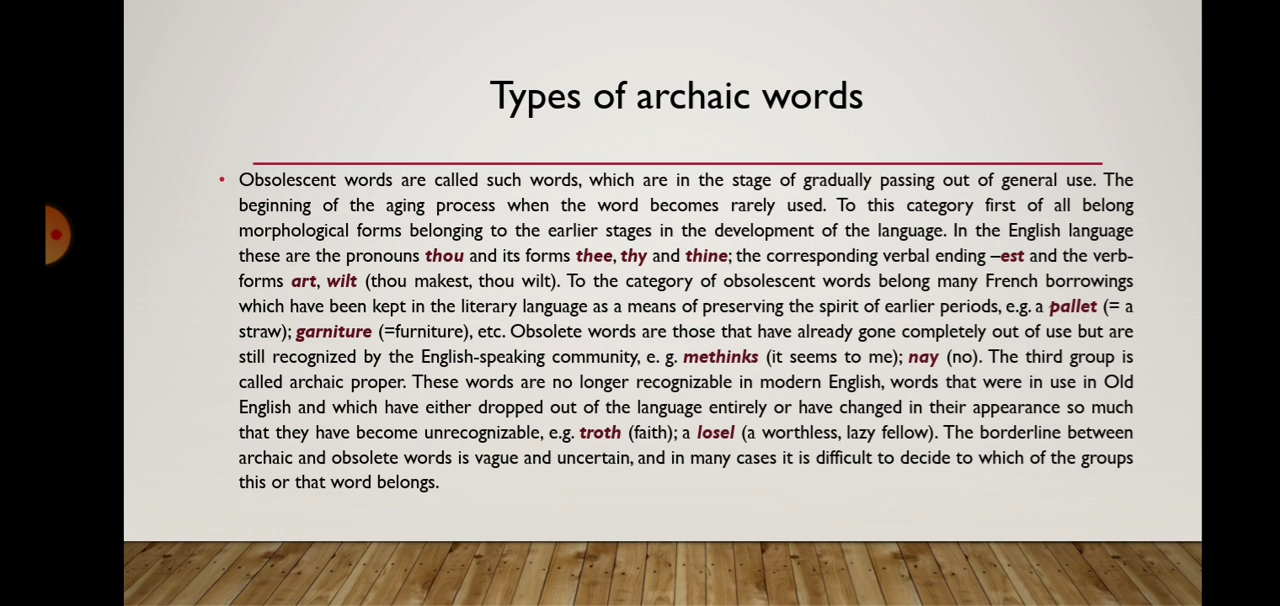 Types of archaic words
• Obsolescent words are called such words, which are in the stage of gradually passing out of general use. The
beginning of the aging process when the word becomes rarely used. To this category first of all belong
morphological forms belonging to the earlier stages in the development of the language. In the English language
these are the pronouns thou and its forms thee, thy and thine; the corresponding verbal ending –est and the verb-
forms art, wilt (thou makest, thou wilt). To the category of obsolescent words belong many French borrowings
which have been kept in the literary language as a means of preserving the spirit of earlier periods, e.g. a pallet (= a
straw); garniture (=furniture), etc. Obsolete words are those that have already gone completely out of use but are
still recognized by the English-speaking community, e. g. methinks (it seems to me); nay (no). The third group is
called archaic proper. These words are no longer recognizable in modern English, words that were in use in Old
English and which have either dropped out of the language entirely or have changed in their appearance so much
that they have become unrecognizable, e.g. troth (faith); a losel (a worthless, lazy fellow). The borderline between
archaic and obsolete words is vague and uncertain, and in many cases it is difficult to decide to which of the groups
this or that word belongs.